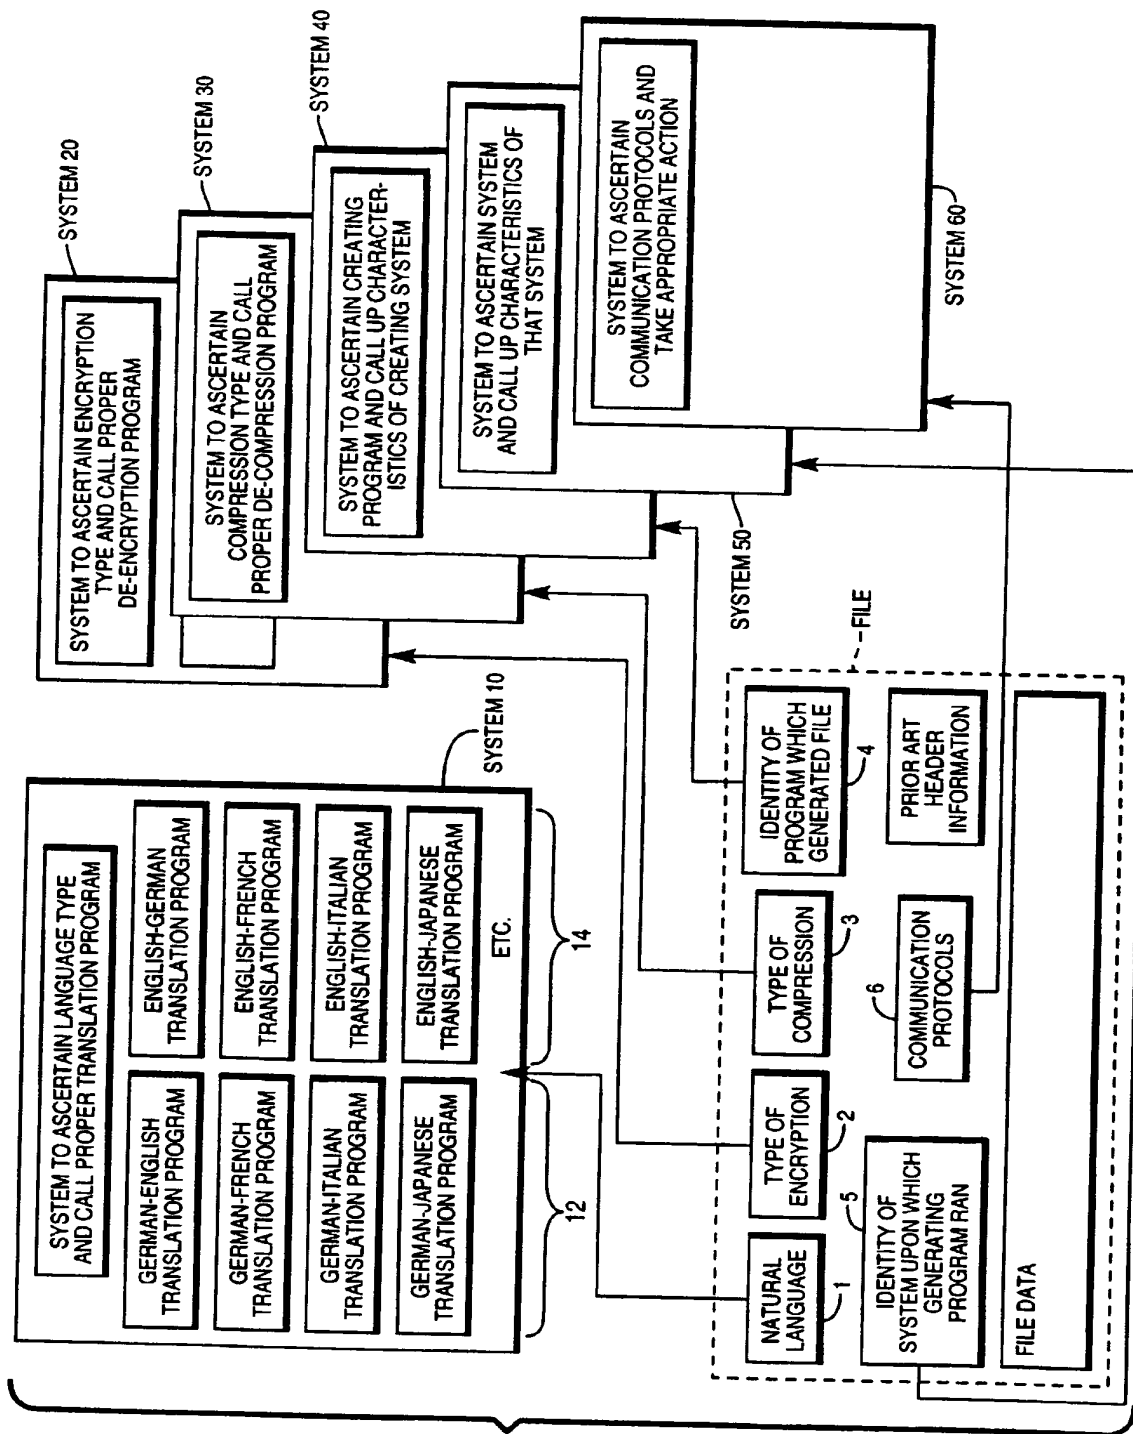 SYSTEM TO ASCERTAIN LANGUAGE TYPE
AND CALL PROPER TRANSLATION PROGRAM
GERMAN-ENGLISH
TRANSLATION PROGRAM
GERMAN-FRENCH
TRANSLATION PROGRAM
GERMAN-ITALIAN
TRANSLATION PROGRAM
GERMAN-JAPANESE
TRANSLATION PROGRAM
12
ENGLISH-GERMAN
TRANSLATION PROGRAM
ENGLISH-FRENCH
TRANSLATION PROGRAM
ENGLISH-ITALIAN
TRANSLATION PROGRAM
ENGLISH-JAPANESE
TRANSLATION PROGRAM
ETC.
14
SYSTEM 10
SYSTEM TO ASCERTAIN ENCRYPTION
TYPE AND CALL PROPER
DE-ENCRYPTION PROGRAM
SYSTEM 20
SYSTEM TO ASCERTAIN
COMPRESSION TYPE AND CALL
PROPER DE-COMPRESSION PROGRAM
SYSTEM 30
SYSTEM TO ASCERTAIN CREATING
PROGRAM AND CALL UP CHARACTER-
ISTICS OF CREATING SYSTEM
SYSTEM 40
SYSTEM TO ASCERTAIN SYSTEM
AND CALL UP CHARACTERISTICS OF
THAT SYSTEM
SYSTEM 50
SYSTEM TO ASCERTAIN
COMMUNICATION PROTOCOLS AND
TAKE APPROPRIATE ACTION
SYSTEM 60
FILE
NATURAL
LANGUAGE
1
TYPE OF
ENCRYPTION
2
TYPE OF
COMPRESSION
3
IDENTITY OF
PROGRAM WHICH
GENERATED FILE
4
5
IDENTITY OF
SYSTEM UPON WHICH
GENERATING
PROGRAM RAN
6
COMMUNICATION
PROTOCOLS
PRIOR ART
HEADER
INFORMATION
FILE DATA